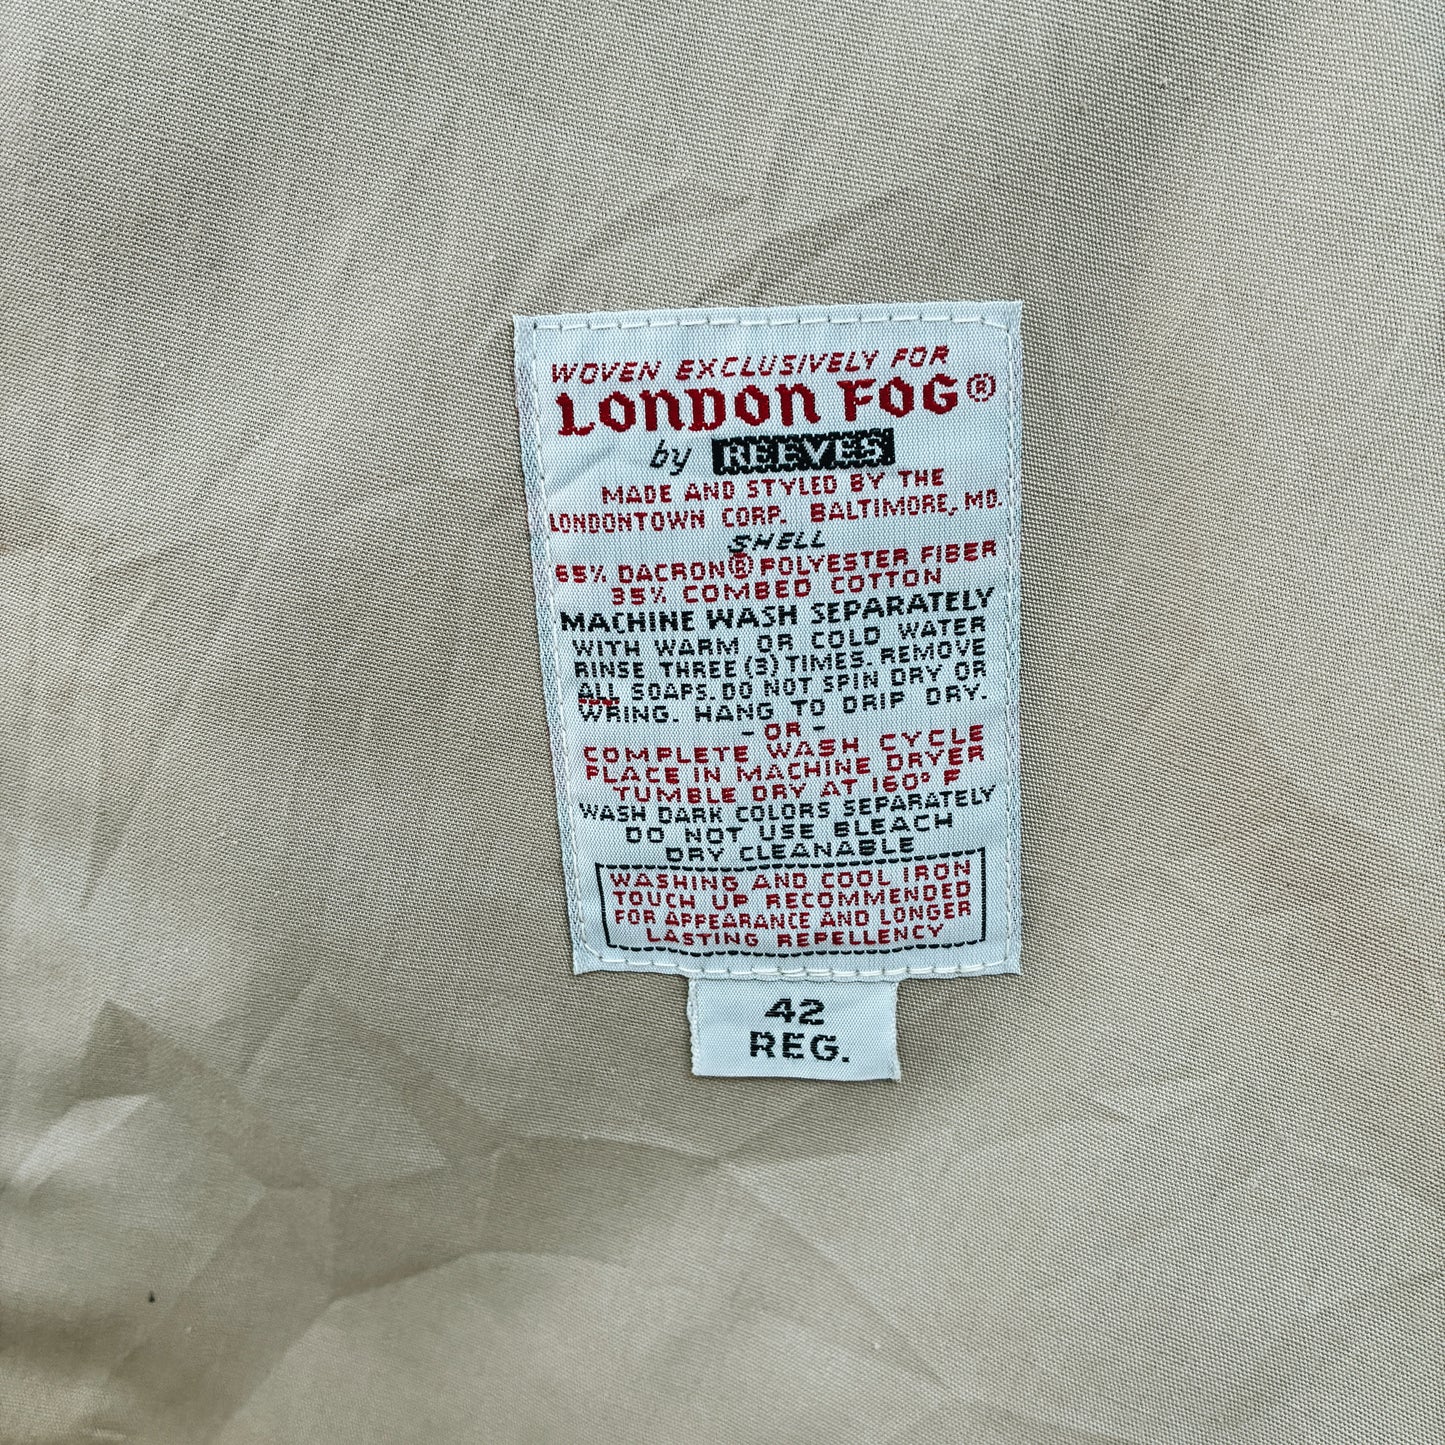 WOVEN EXCLUSIVELY FOR
LONDON FOG®
by REEVES
MADE AND STYLED BY THE
LONDONTOWN CORP. BALTIMORE, MD.
SHELL
65% DACRON® POLYESTER FIBER
35% COMBED COTTON
MACHINE WASH SEPARATELY
WITH WARM OR COLD WATER
RINSE THREE (3) TIMES. REMOVE
ALL SOAPS. DO NOT SPIN DRY OR
WRING. HANG TO DRIP DRY.
- OR -
COMPLETE WASH CYCLE
PLACE IN MACHINE DRYER
TUMBLE DRY AT 160° F
WASH DARK COLORS SEPARATELY
DO NOT USE BLEACH
DRY CLEANABLE
WASHING AND COOL IRON
TOUCH UP RECOMMENDED
FOR APPEARANCE AND LONGER
LASTING REPELLENCY
42
REG.